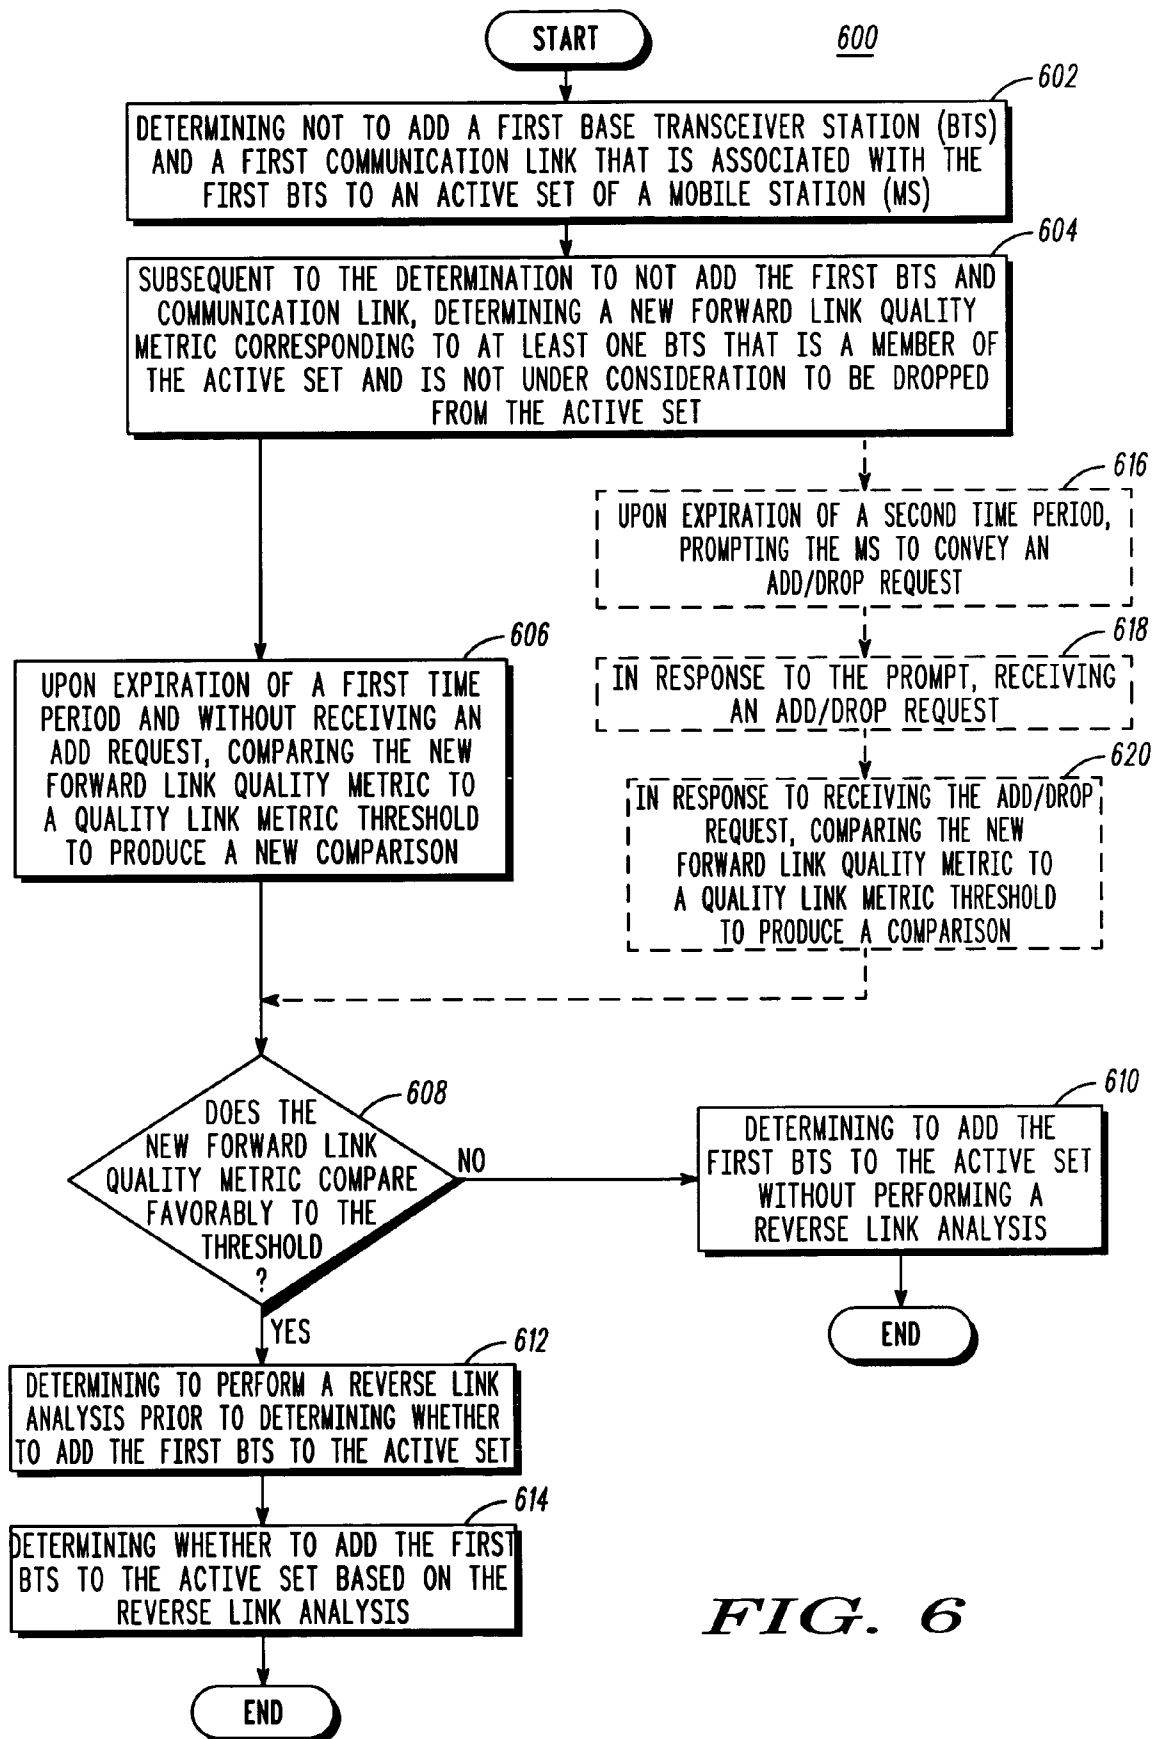 START
600
602
DETERMINING NOT TO ADD A FIRST BASE TRANSCEIVER STATION (BTS)
AND A FIRST COMMUNICATION LINK THAT IS ASSOCIATED WITH THE
FIRST BTS TO AN ACTIVE SET OF A MOBILE STATION (MS)
604
SUBSEQUENT TO THE DETERMINATION TO NOT ADD THE FIRST BTS AND
COMMUNICATION LINK, DETERMINING A NEW FORWARD LINK QUALITY
METRIC CORRESPONDING TO AT LEAST ONE BTS THAT IS A MEMBER OF
THE ACTIVE SET AND IS NOT UNDER CONSIDERATION TO BE DROPPED
FROM THE ACTIVE SET
616
UPON EXPIRATION OF A SECOND TIME PERIOD,
PROMPTING THE MS TO CONVEY AN
ADD/DROP REQUEST
618
IN RESPONSE TO THE PROMPT, RECEIVING
AN ADD/DROP REQUEST
620
IN RESPONSE TO RECEIVING THE ADD/DROP
REQUEST, COMPARING THE NEW
FORWARD LINK QUALITY METRIC TO
A QUALITY LINK METRIC THRESHOLD
TO PRODUCE A COMPARISON
606
UPON EXPIRATION OF A FIRST TIME
PERIOD AND WITHOUT RECEIVING AN
ADD REQUEST, COMPARING THE NEW
FORWARD LINK QUALITY METRIC TO
A QUALITY LINK METRIC THRESHOLD
TO PRODUCE A NEW COMPARISON
608
DOES THE
NEW FORWARD LINK
QUALITY METRIC COMPARE
FAVORABLY TO THE
THRESHOLD
?
NO
610
DETERMINING TO ADD THE
FIRST BTS TO THE ACTIVE SET
WITHOUT PERFORMING A
REVERSE LINK ANALYSIS
END
YES
612
DETERMINING TO PERFORM A REVERSE LINK
ANALYSIS PRIOR TO DETERMINING WHETHER
TO ADD THE FIRST BTS TO THE ACTIVE SET
614
DETERMINING WHETHER TO ADD THE FIRST
BTS TO THE ACTIVE SET BASED ON THE
REVERSE LINK ANALYSIS
END
FIG. 6